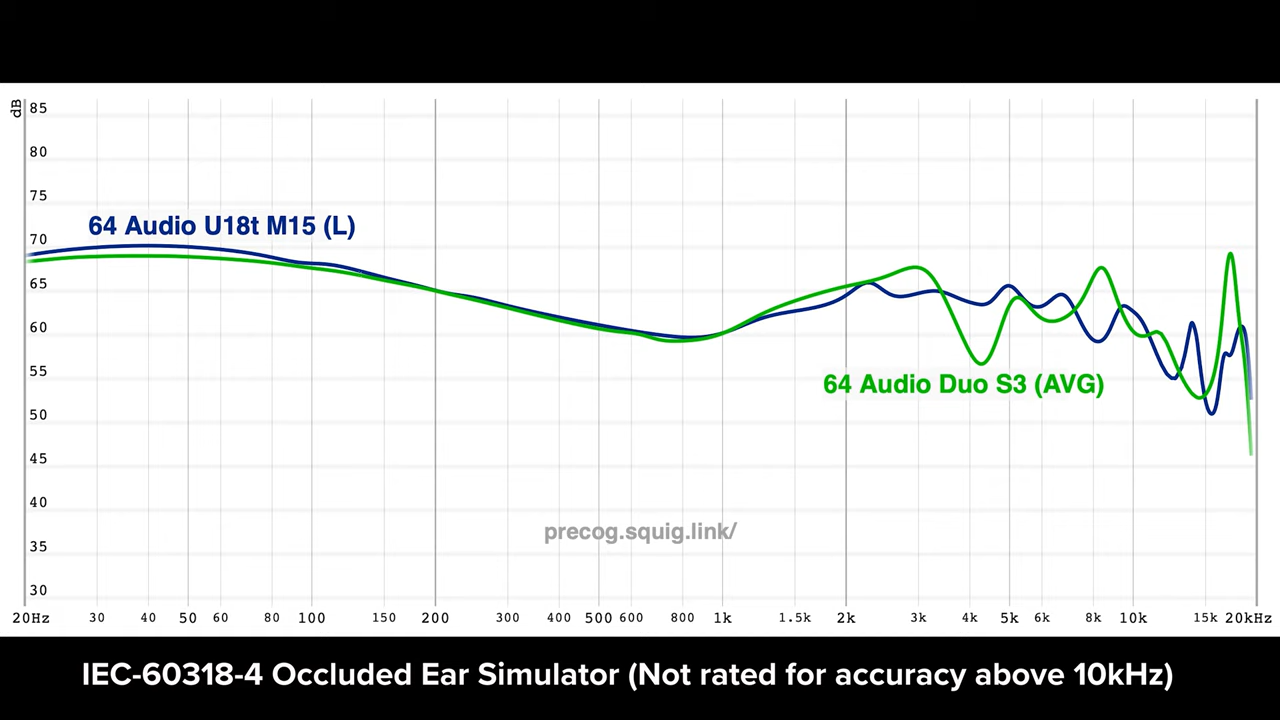 dB
85
80
75
70
65
60
55
50
45
40
35
30
64 Audio U18t M15 (L)
64 Audio Duo S3 (AVG)
precog.squig.link/
20Hz 30 40 50 60 80 100 150 200 300 400 500 600 800 1k 1.5k 2k 3k 4k 5k 6k 8k 10k 15k 20kHz
IEC-60318-4 Occluded Ear Simulator (Not rated for accuracy above 10kHz)